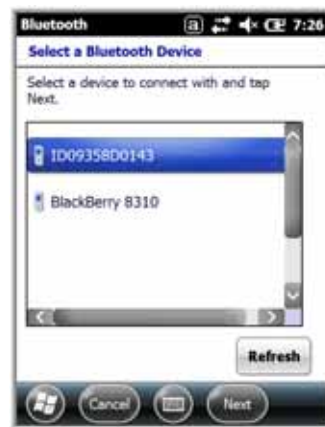 Bluetooth a 7:26
Select a Bluetooth Device
Select a device to connect with and tap
Next.
ID09358D0143
BlackBerry 8310
Refresh
Cancel Next